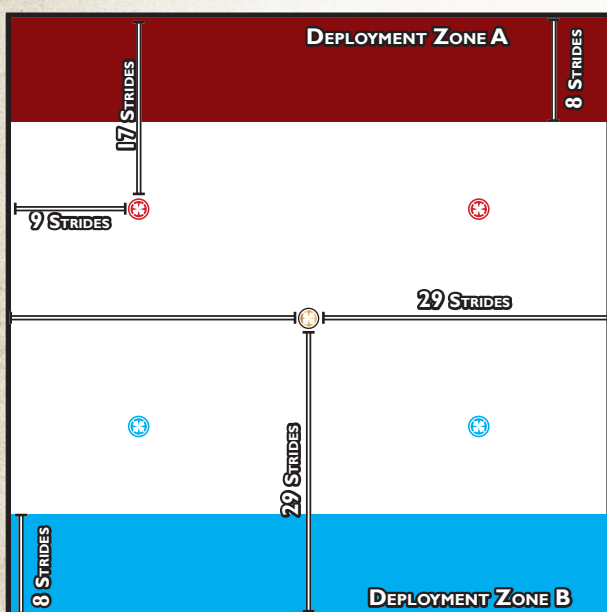 Deployment Zone A
8 Strides
17 Strides
9 Strides
29 Strides
29 Strides
8 Strides
Deployment Zone B